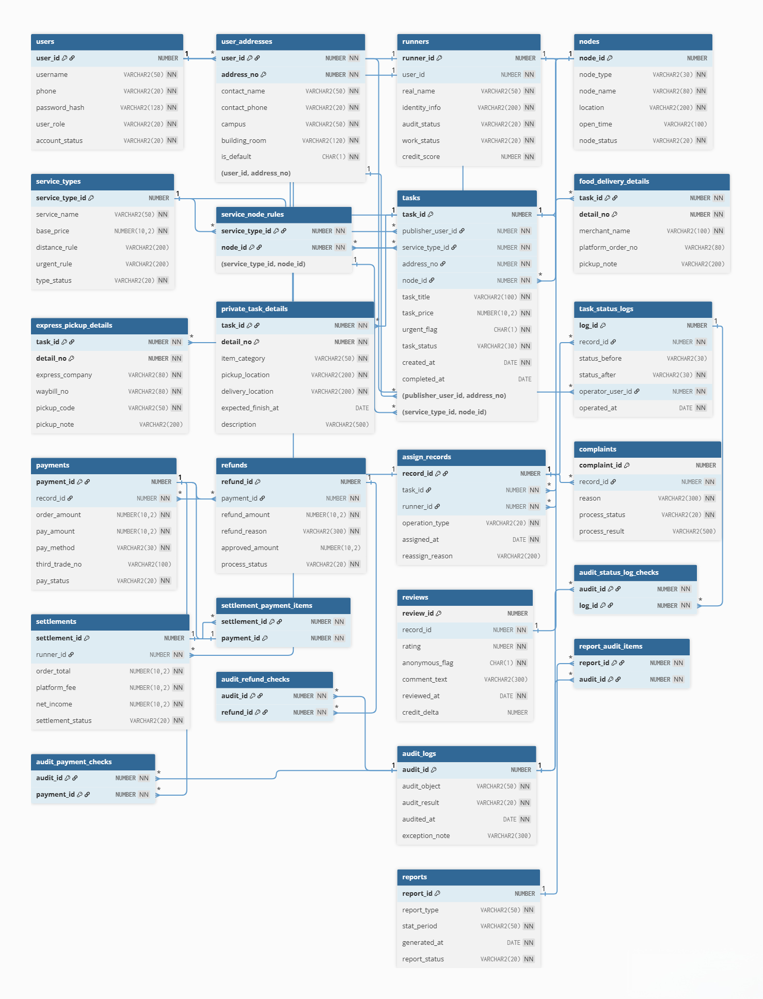 users
user_id NUMBER
username VARCHAR2(50) NN
phone VARCHAR2(20) NN
password_hash VARCHAR2(128) NN
user_role VARCHAR2(20) NN
account_status VARCHAR2(20) NN
1
*
user_addresses
user_id NUMBER NN
address_no NUMBER NN
contact_name VARCHAR2(50) NN
contact_phone VARCHAR2(20) NN
campus VARCHAR2(50) NN
building_room VARCHAR2(120) NN
is_default CHAR(1) NN
(user_id, address_no)
1
1
1
runners
runner_id NUMBER
user_id NUMBER NN
real_name VARCHAR2(50) NN
identity_info VARCHAR2(200) NN
audit_status VARCHAR2(20) NN
work_status VARCHAR2(20) NN
credit_score NUMBER NN
1
1
nodes
node_id NUMBER
node_type VARCHAR2(30) NN
node_name VARCHAR2(80) NN
location VARCHAR2(200) NN
open_time VARCHAR2(100)
node_status VARCHAR2(20) NN
service_types
service_type_id NUMBER
service_name VARCHAR2(50) NN
base_price NUMBER(10,2) NN
distance_rule VARCHAR2(200)
urgent_rule VARCHAR2(200)
type_status VARCHAR2(20) NN
1
*
service_node_rules
service_type_id NUMBER NN
node_id NUMBER NN
(service_type_id, node_id)
*
1
1
*
*
tasks
task_id NUMBER
publisher_user_id NUMBER NN
service_type_id NUMBER NN
address_no NUMBER NN
node_id NUMBER NN
task_title VARCHAR2(100) NN
task_price NUMBER(10,2) NN
urgent_flag CHAR(1) NN
task_status VARCHAR2(30) NN
created_at DATE NN
completed_at DATE
(publisher_user_id, address_no)
(service_type_id, node_id)
1
*
*
*
*
food_delivery_details
task_id NUMBER NN
detail_no NUMBER NN
merchant_name VARCHAR2(100) NN
platform_order_no VARCHAR2(80)
pickup_note VARCHAR2(200)
express_pickup_details
task_id NUMBER NN
detail_no NUMBER NN
express_company VARCHAR2(80) NN
waybill_no VARCHAR2(80) NN
pickup_code VARCHAR2(50) NN
pickup_note VARCHAR2(200)
*
private_task_details
task_id NUMBER NN
detail_no NUMBER NN
item_category VARCHAR2(50) NN
pickup_location VARCHAR2(200) NN
delivery_location VARCHAR2(200) NN
expected_finish_at DATE
description VARCHAR2(500)
*
*
*
task_status_logs
log_id NUMBER
record_id NUMBER NN
status_before VARCHAR2(30)
status_after VARCHAR2(30) NN
operator_user_id NUMBER NN
operated_at DATE NN
1
payments
payment_id NUMBER
record_id NUMBER NN
order_amount NUMBER(10,2) NN
pay_amount NUMBER(10,2) NN
pay_method VARCHAR2(30) NN
third_trade_no VARCHAR2(100)
pay_status VARCHAR2(20) NN
1
*
*
refunds
refund_id NUMBER
payment_id NUMBER NN
refund_amount NUMBER(10,2) NN
refund_reason VARCHAR2(300) NN
approved_amount NUMBER(10,2)
process_status VARCHAR2(20) NN
1
1
assign_records
record_id NUMBER
task_id NUMBER NN
runner_id NUMBER NN
operation_type VARCHAR2(20) NN
assigned_at DATE NN
reassign_reason VARCHAR2(200)
1
*
*
*
complaints
complaint_id NUMBER
record_id NUMBER NN
reason VARCHAR2(300) NN
process_status VARCHAR2(20) NN
process_result VARCHAR2(500)
settlements
settlement_id NUMBER
runner_id NUMBER NN
order_total NUMBER(10,2) NN
platform_fee NUMBER(10,2) NN
net_income NUMBER(10,2) NN
settlement_status VARCHAR2(20) NN
1
*
*
1
settlement_payment_items
settlement_id NUMBER NN
payment_id NUMBER NN
reviews
review_id NUMBER
record_id NUMBER NN
rating NUMBER NN
anonymous_flag CHAR(1) NN
comment_text VARCHAR2(300)
reviewed_at DATE NN
credit_delta NUMBER
1
*
audit_status_log_checks
audit_id NUMBER NN
log_id NUMBER NN
*
*
*
report_audit_items
report_id NUMBER NN
audit_id NUMBER NN
audit_refund_checks
audit_id NUMBER NN
refund_id NUMBER NN
*
*
audit_payment_checks
audit_id NUMBER NN
payment_id NUMBER NN
*
*
1
audit_logs
audit_id NUMBER
audit_object VARCHAR2(50) NN
audit_result VARCHAR2(20) NN
audited_at DATE NN
exception_note VARCHAR2(300)
1
reports
report_id NUMBER
report_type VARCHAR2(50) NN
stat_period VARCHAR2(50) NN
generated_at DATE NN
report_status VARCHAR2(20) NN
1